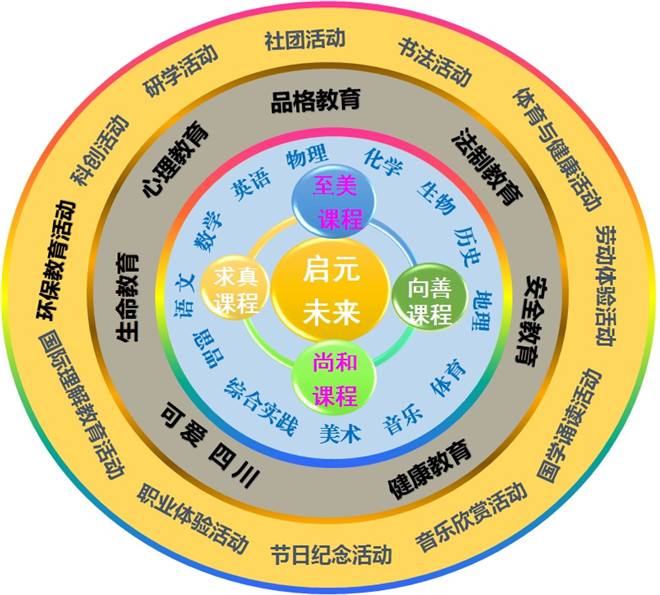 社团活动
书法活动
体育与健康活动
劳动体验活动
国学诵读活动
音乐欣赏活动
节日纪念活动
职业体验活动
国际理解教育活动
环保教育活动
科创活动
研学活动
品格教育
法制教育
安全教育
健康教育
可爱四川
生命教育
心理教育
物理
化学
生物
历史
地理
体育
音乐
美术
综合实践
思品
语文
数学
英语
至美
课程
向善
课程
尚和
课程
求真
课程
启元
未来